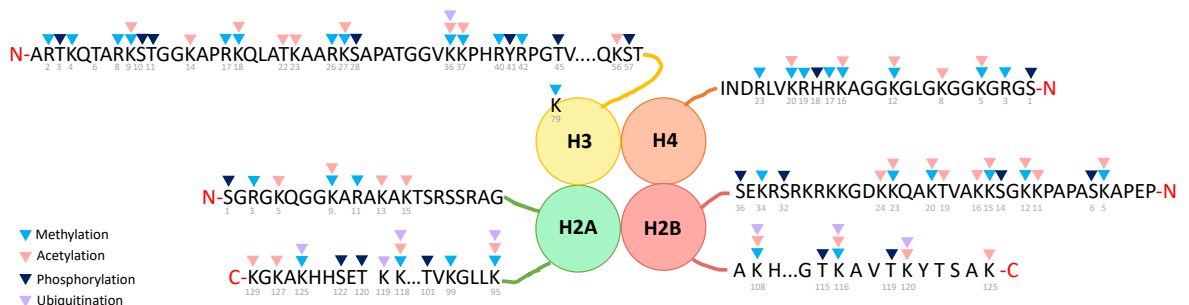 N-ARTKQTARKSTGGKAPRKQLATKAARKSAPATGGVKKPHRYRPGTV....QKST
2 3 4 6 8 9 10 11 14 17 18 22 23 26 27 28 36 37 40 41 42 45 56 57
K
79
INDRLVKRHRKAGGKGLGKGGKGRGS-N
23 20 19 18 17 16 12 8 5 3 1
H3
H4
N-SGRGKQGGKARAKAKTSRSSRAG
1 3 5 9. 11 13 15
SEKRSRKRKKGDKKQAKTVAKKSGKKPAPASKAPEP-N
36 34 32 24 23 20 19 16 15 14 12 11 6 5
H2A
H2B
Methylation
Acetylation
Phosphorylation
Ubiquitination
C-KGKAKHHSET KK...TVKGLLK
129 127 125 122 120 119 118 101 99 95
A K H...G T K A V T K Y T S A K -C
108 115 116 119 120 125